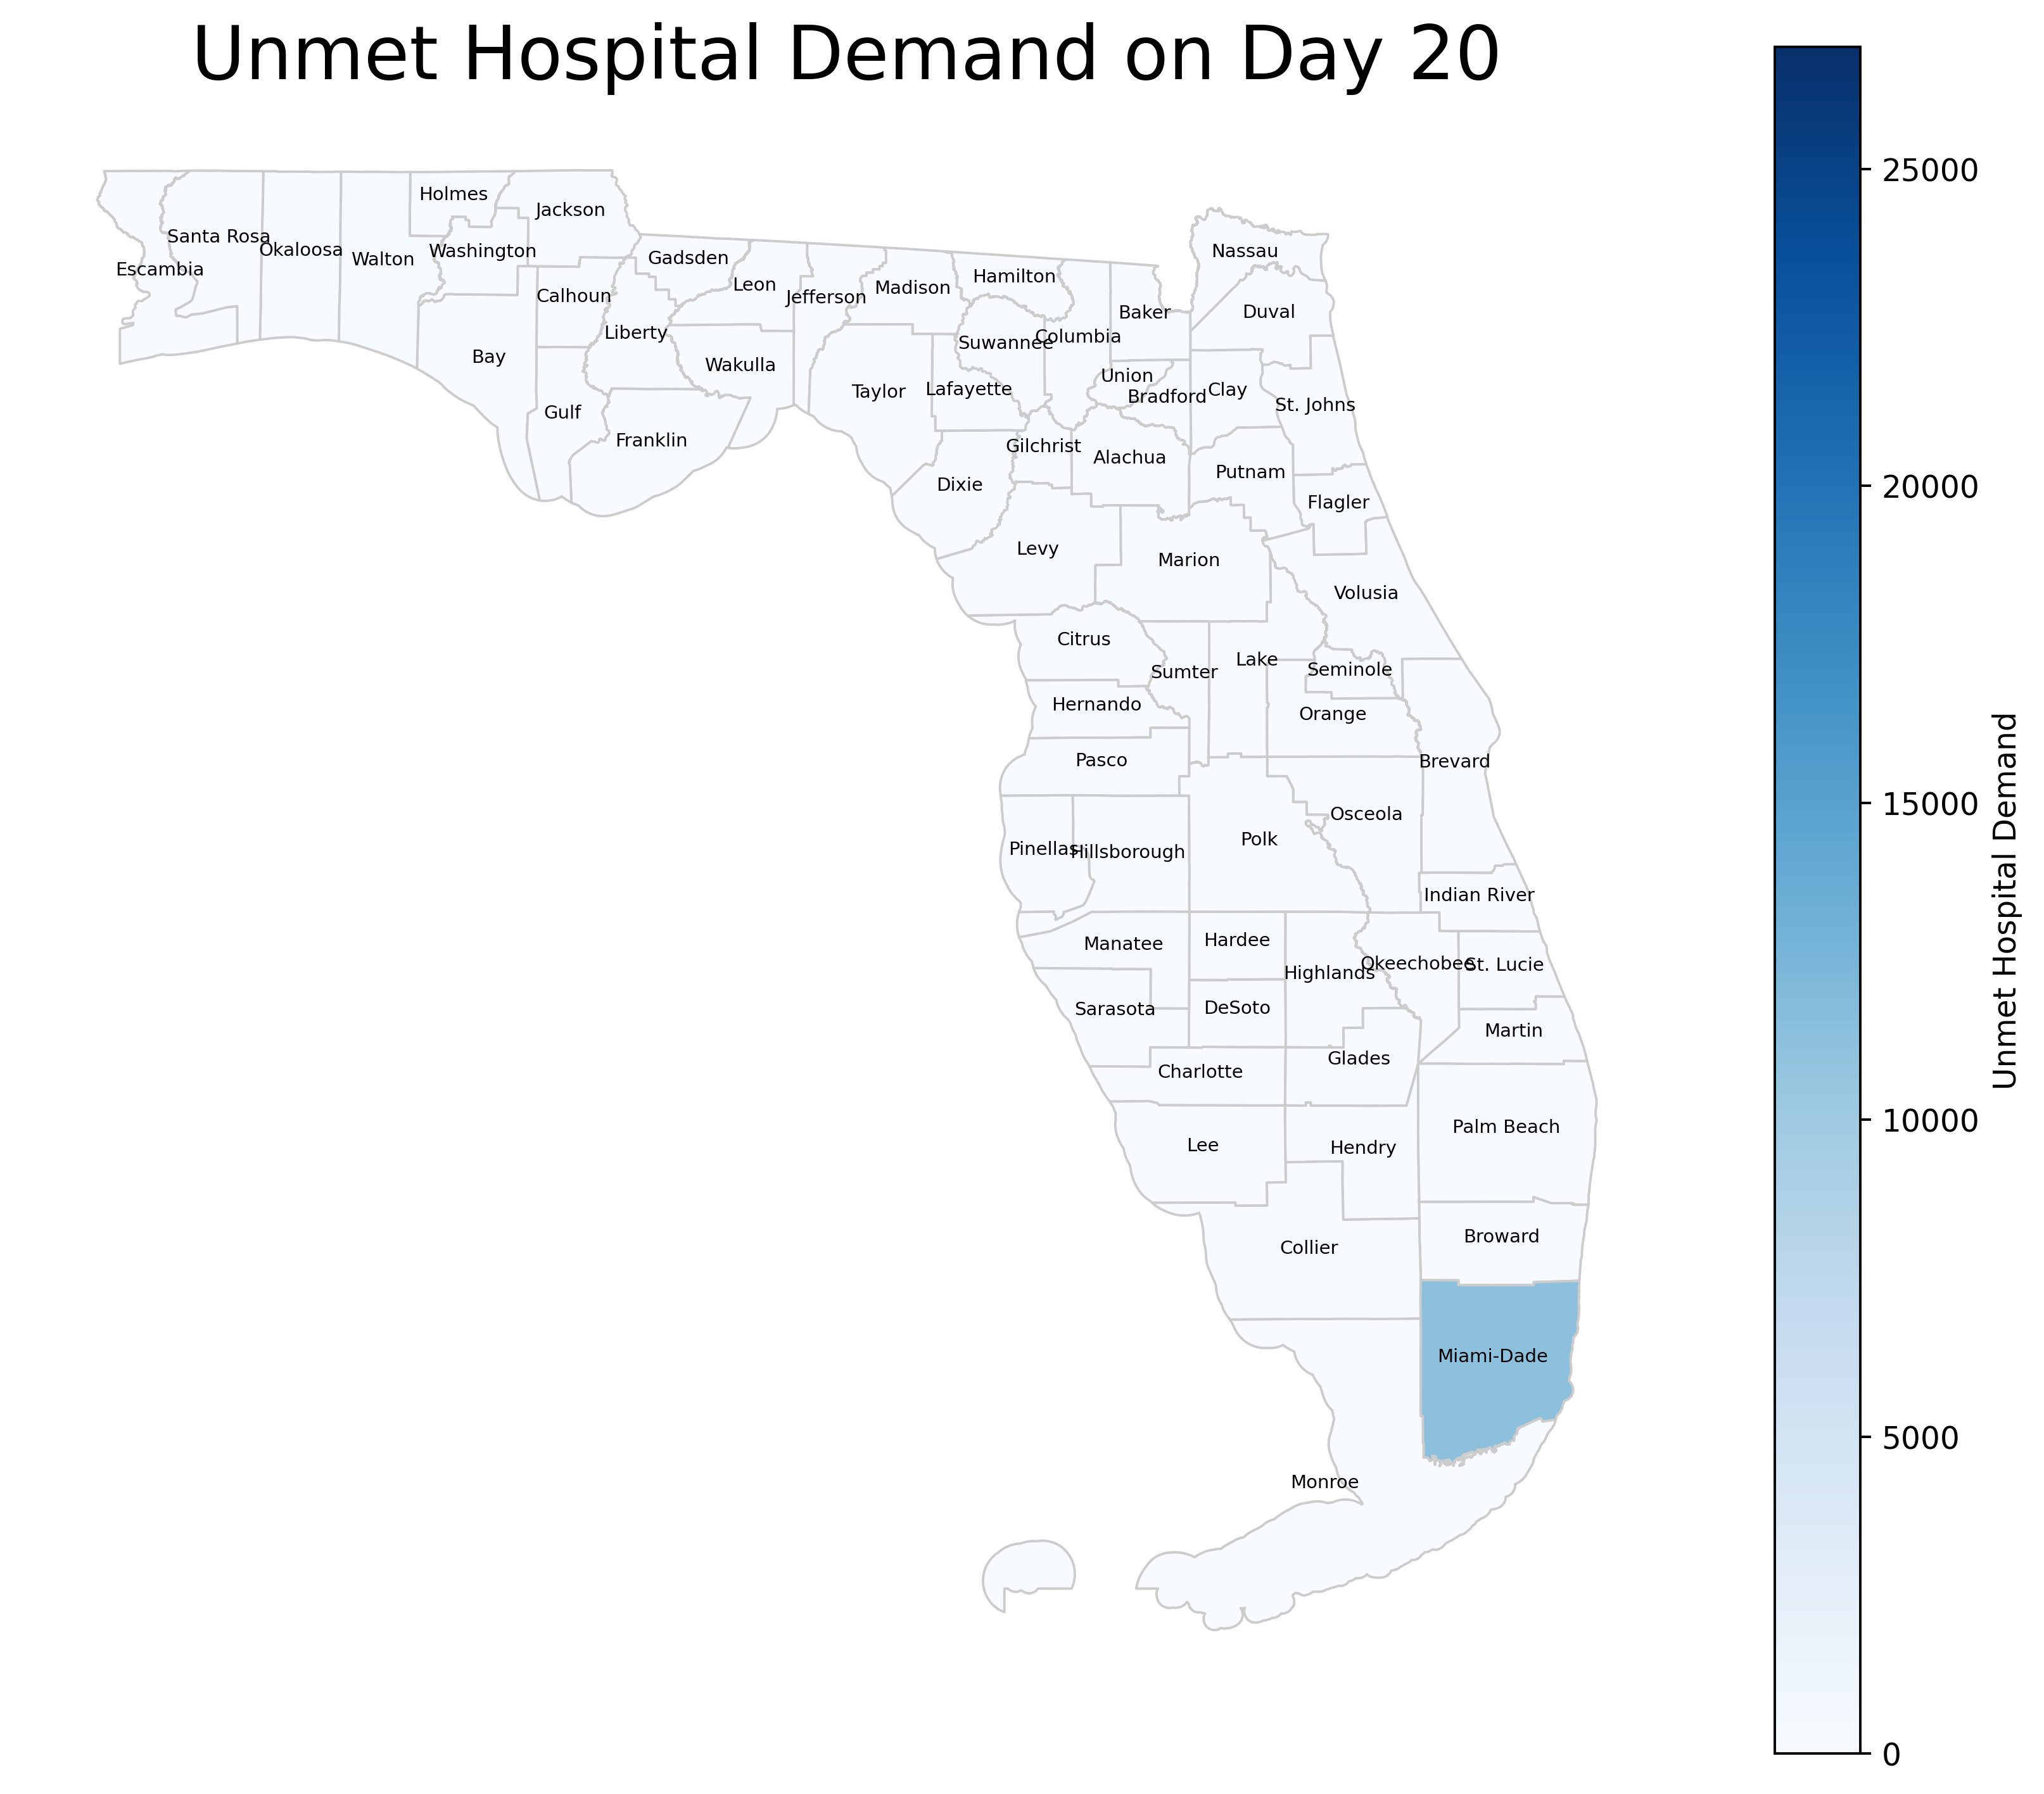 Unmet Hospital Demand on Day 20
Holmes
Jackson
Santa Rosa
Okaloosa
Walton
Washington
Escambia
Gadsden
Nassau
Leon
Jefferson
Madison
Hamilton
Calhoun
Baker
Duval
Liberty
Suwannee
Columbia
Bay
Wakulla
Union
Taylor
Lafayette
Bradford
Clay
St. Johns
Gulf
Franklin
Gilchrist
Alachua
Putnam
Dixie
Flagler
Levy
Marion
Volusia
Citrus
Sumter
Lake
Seminole
Hernando
Orange
Pasco
Brevard
Osceola
Polk
Pinellas
Hillsborough
Indian River
Manatee
Hardee
Highlands
Okeechobee
St. Lucie
Sarasota
DeSoto
Martin
Charlotte
Glades
Lee
Hendry
Palm Beach
Collier
Broward
Miami-Dade
Monroe
25000
20000
15000
10000
5000
0
Unmet Hospital Demand